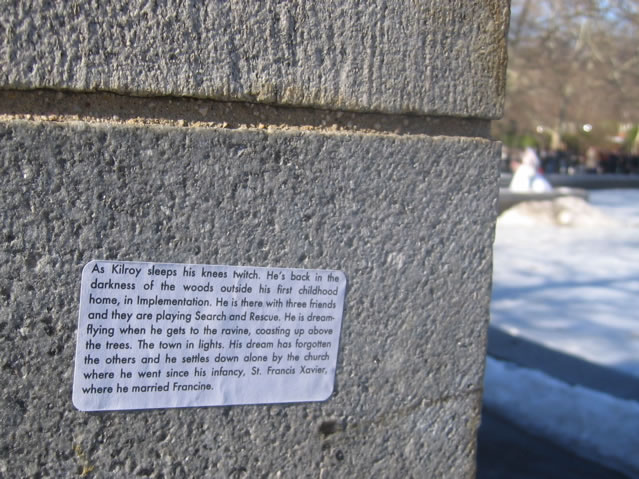 As Kilroy sleeps his knees twitch. He's back in the
darkness of the woods outside his first childhood
home, in Implementation. He is there with three friends
and they are playing Search and Rescue. He is dream-
flying when he gets to the ravine, coasting up above
the trees. The town in lights. His dream has forgotten
the others and he settles down alone by the church
where he went since his infancy, St. Francis Xavier,
where he married Francine.